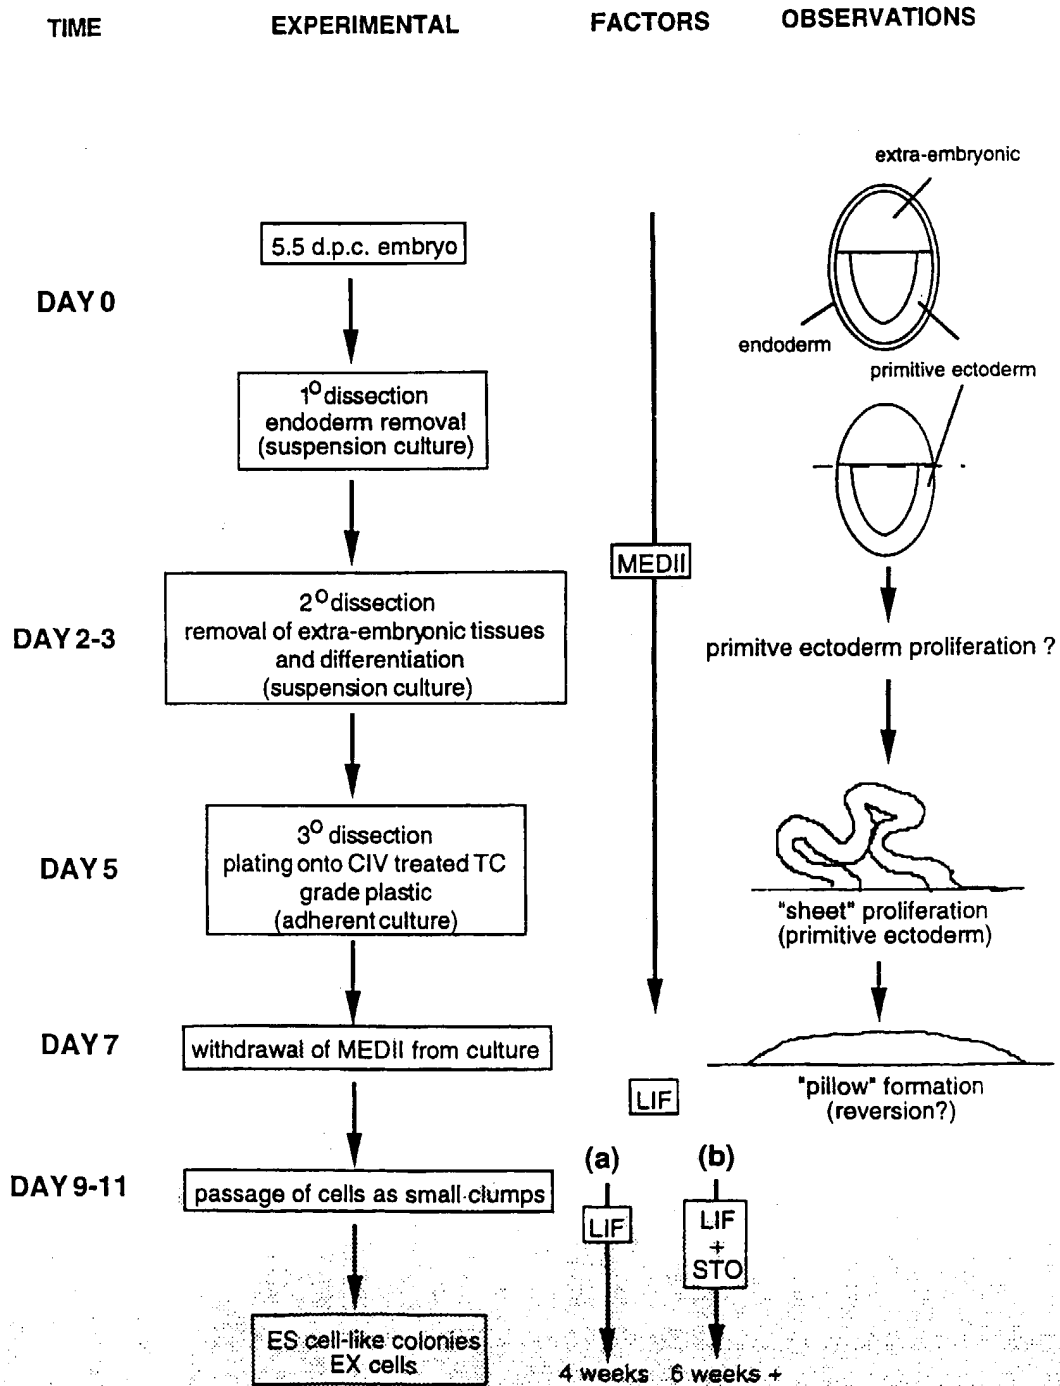 TIME EXPERIMENTAL FACTORS OBSERVATIONS
extra-embryonic
5.5 d.p.c. embryo
DAY 0
endoderm
primitive ectoderm
1º dissection
endoderm removal
(suspension culture)
MEDII
DAY 2-3
2º dissection
removal of extra-embryonic tissues
and differentiation
(suspension culture)
primitve ectoderm proliferation ?
DAY 5
3º dissection
plating onto CIV treated TC
grade plastic
(adherent culture)
"sheet" proliferation
(primitive ectoderm)
DAY 7
withdrawal of MEDII from culture
"pillow" formation
(reversion?)
LIF
(a) (b)
DAY 9-11
passage of cells as small clumps
LIF
LIF
+
STO
ES cell-like colonies
EX cells
4 weeks 6 weeks +